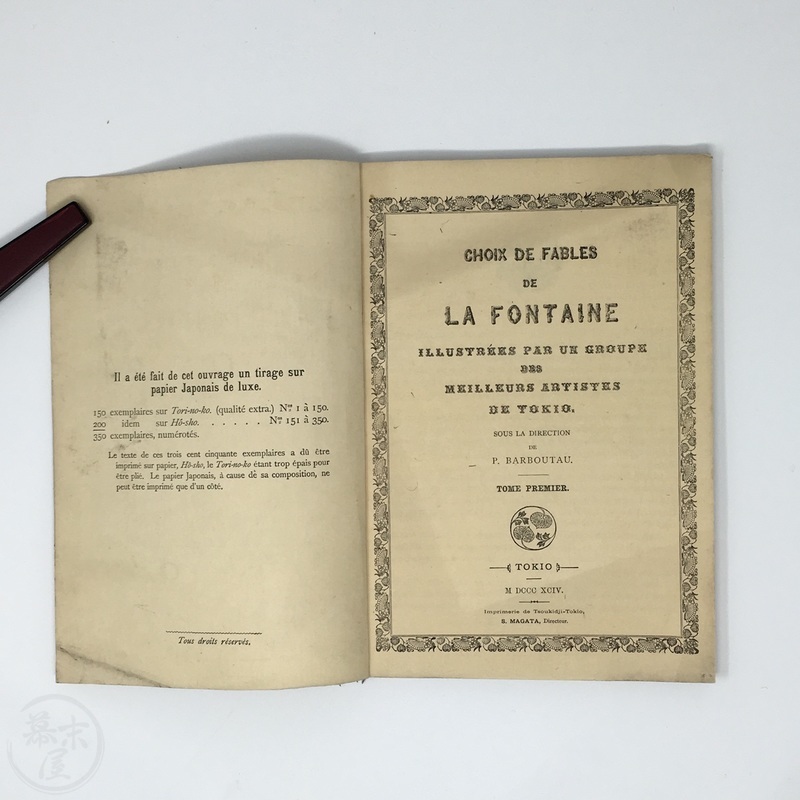 Il a été fait de cet ouvrage un tirage sur
papier Japonais de luxe.
150 exemplaires sur Tori-no-ko. (qualité extra.) Nos 1 à 150.
200 idem sur Hô-sho. . . . . . Nos 151 à 350.
350 exemplaires, numérotés.
Le texte de ces trois cent cinquante exemplaires a dû être
imprimé sur papier, Hô-sho, le Tori-no-ko étant trop épais pour
être plié. Le papier Japonais, à cause de sa composition, ne
peut être imprimé que d'un côté.
Tous droits réservés.
CHOIX DE FABLES
DE
LA FONTAINE
ILLUSTRÉES PAR UN GROUPE
DES
MEILLEURS ARTISTES
DE TOKIO.
SOUS LA DIRECTION
DE
P. BARBOUTAU.
TOME PREMIER.
TOKIO
M DCCC XCIV.
Imprimerie de Tsoukidji-Tokio,
S. MAGATA, Directeur.
幕末
屋